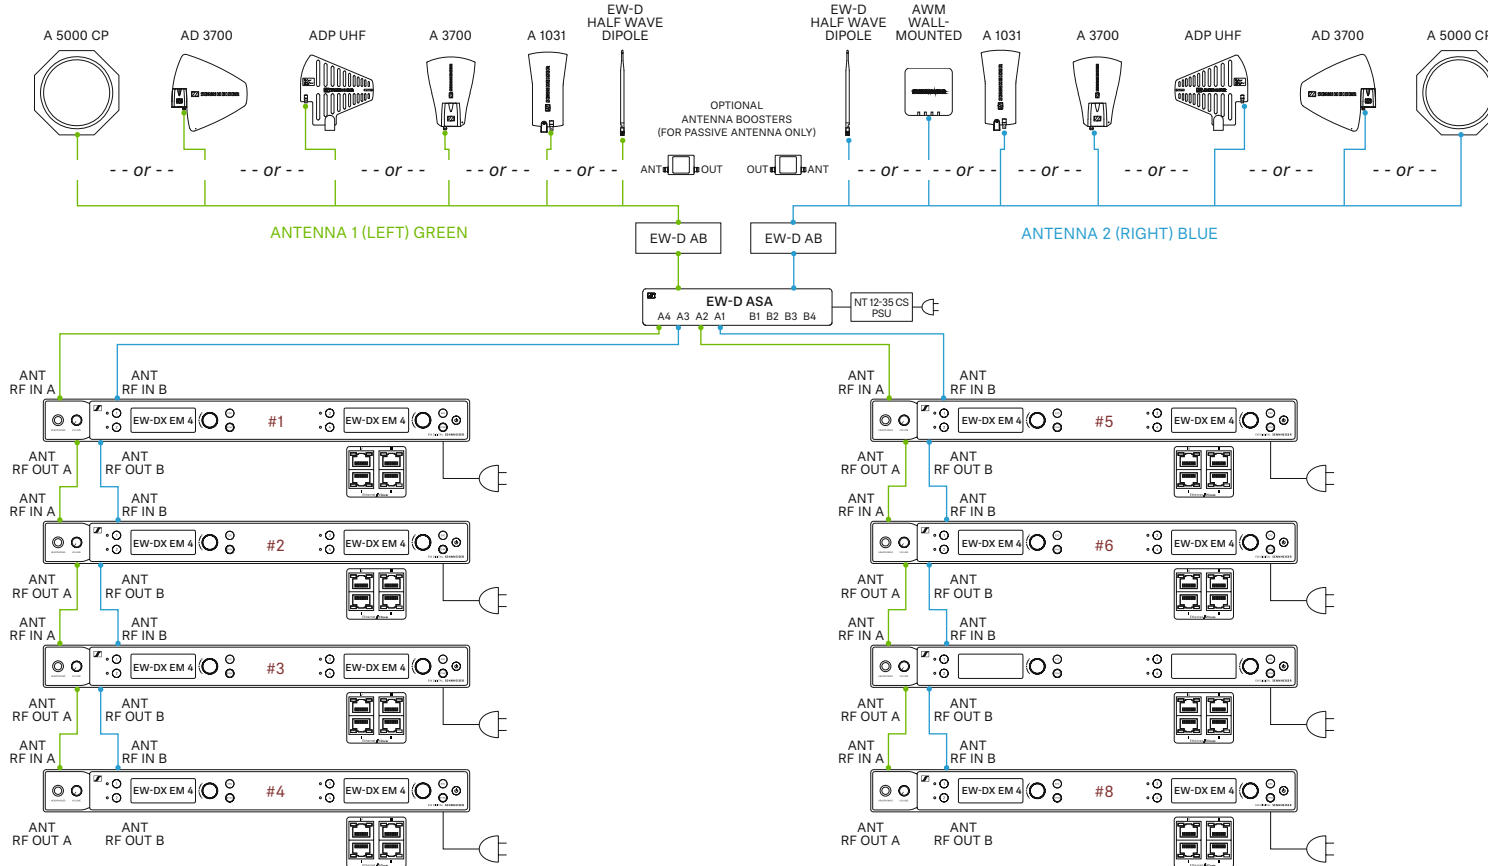 A 5000 CP
AD 3700
ADP UHF
A 3700
A 1031
EW-D
HALF WAVE
DIPOLE
EW-D
HALF WAVE
DIPOLE
AWM
WALL-
MOUNTED
A 1031
A 3700
ADP UHF
AD 3700
A 5000 CP
OPTIONAL
ANTENNA BOOSTERS
(FOR PASSIVE ANTENNA ONLY)
ANT OUT
OUT ANT
- - or - -
- - or - -
- - or - -
- - or - -
- - or - -
- - or - -
- - or - -
- - or - -
- - or - -
- - or - -
- - or - -
ANTENNA 1 (LEFT) GREEN
EW-D AB
EW-D AB
ANTENNA 2 (RIGHT) BLUE
EW-D ASA
A4 A3 A2 A1 B1 B2 B3 B4
NT 12-35 CS
PSU
ANT
RF IN A
ANT
RF IN B
EW-DX EM 4 #1 EW-DX EM 4
ANT
RF OUT A
ANT
RF OUT B
ANT
RF IN A
ANT
RF IN B
EW-DX EM 4 #2 EW-DX EM 4
ANT
RF OUT A
ANT
RF OUT B
ANT
RF IN A
ANT
RF IN B
EW-DX EM 4 #3 EW-DX EM 4
ANT
RF OUT A
ANT
RF OUT B
ANT
RF IN A
ANT
RF IN B
EW-DX EM 4 #4 EW-DX EM 4
ANT
RF OUT A
ANT
RF OUT B
ANT
RF IN A
ANT
RF IN B
EW-DX EM 4 #5 EW-DX EM 4
ANT
RF OUT A
ANT
RF OUT B
ANT
RF IN A
ANT
RF IN B
EW-DX EM 4 #6 EW-DX EM 4
ANT
RF OUT A
ANT
RF OUT B
ANT
RF IN A
ANT
RF IN B
ANT
RF OUT A
ANT
RF OUT B
ANT
RF IN A
ANT
RF IN B
EW-DX EM 4 #8 EW-DX EM 4
ANT
RF OUT A
ANT
RF OUT B